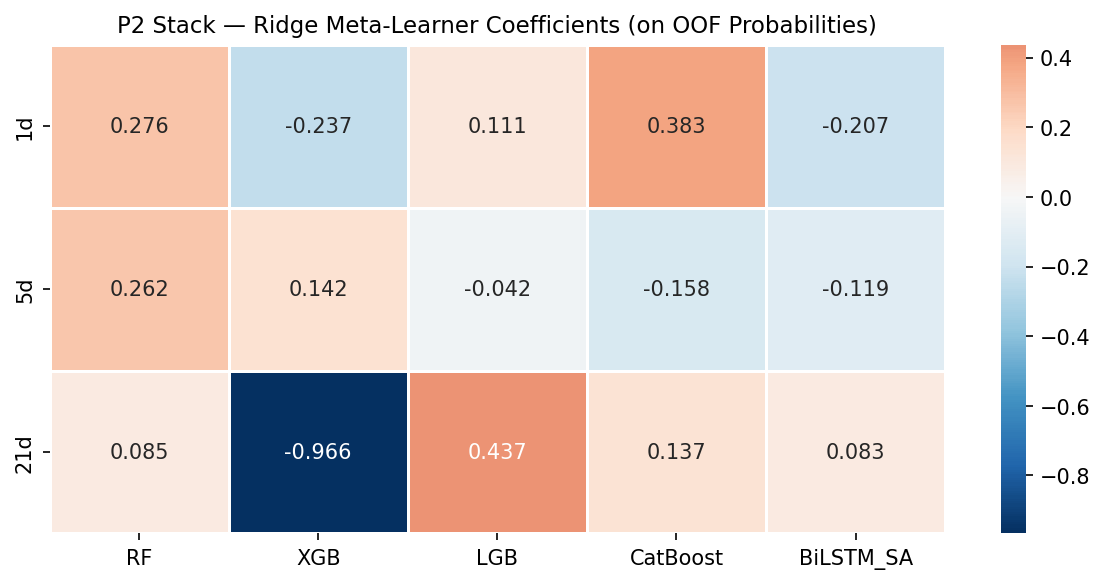 P2 Stack — Ridge Meta-Learner Coefficients (on OOF Probabilities)
1d 0.276 -0.237 0.111 0.383 -0.207
5d 0.262 0.142 -0.042 -0.158 -0.119
21d 0.085 -0.966 0.437 0.137 0.083
RF XGB LGB CatBoost BiLSTM_SA
0.4
0.2
0.0
−0.2
−0.4
−0.6
−0.8